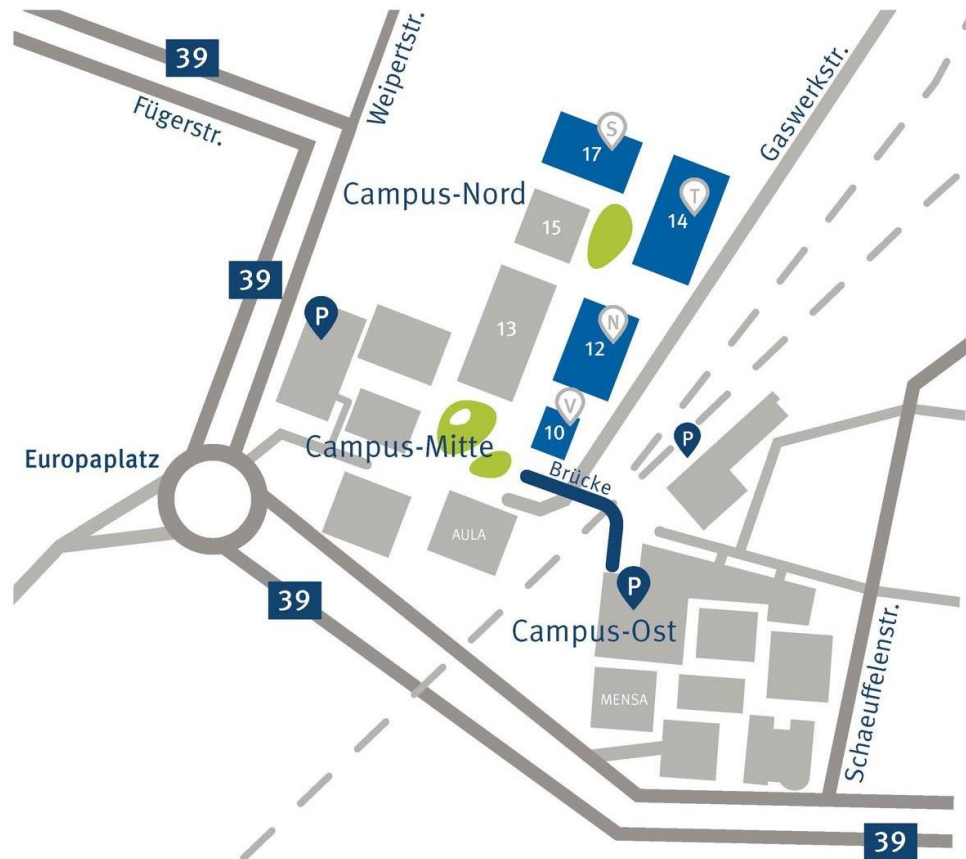 39
Fügerstr.
Weipertstr.
Gaswerkstr.
S
17
T
14
Campus-Nord
15
39
P
13
N
12
V
10
P
Campus-Mitte
Europaplatz
Brücke
AULA
P
39
Campus-Ost
MENSA
Schaeuffelenstr.
39